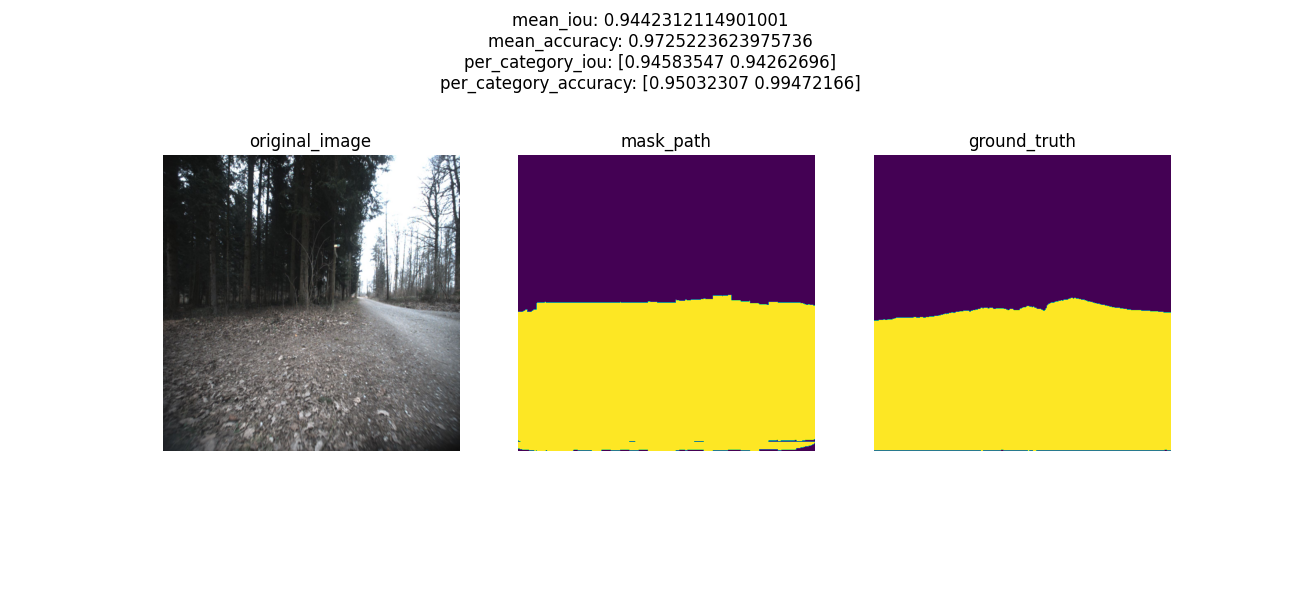 mean_iou: 0.9442312114901001
mean_accuracy: 0.9725223623975736
per_category_iou: [0.94583547 0.94262696]
per_category_accuracy: [0.95032307 0.99472166]
original_image
mask_path
ground_truth